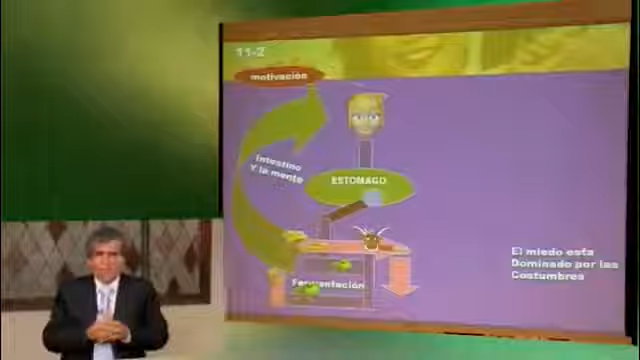 11-2
motivación
Intestino
Y la mente
ESTOMAGO
Fermentación
El miedo esta
Dominado por las
Costumbres